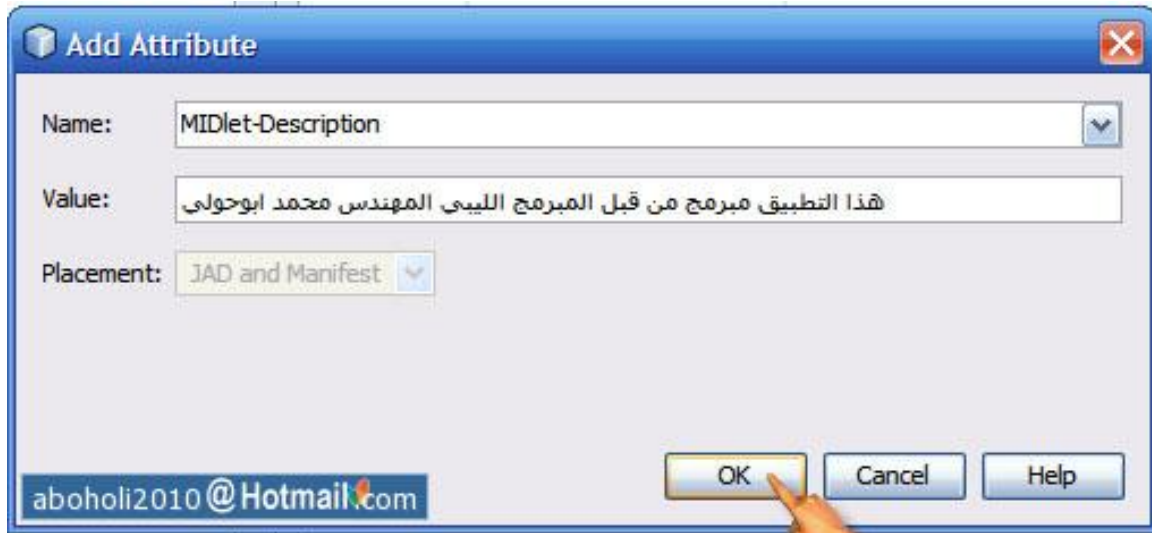 Add Attribute
Name: MIDlet-Description
Value: هذا التطبيق مبرمج من قبل المبرمج الليبي المهندس محمد ابوحولي
Placement: JAD and Manifest
OK Cancel Help
aboholi2010@Hotmail.com